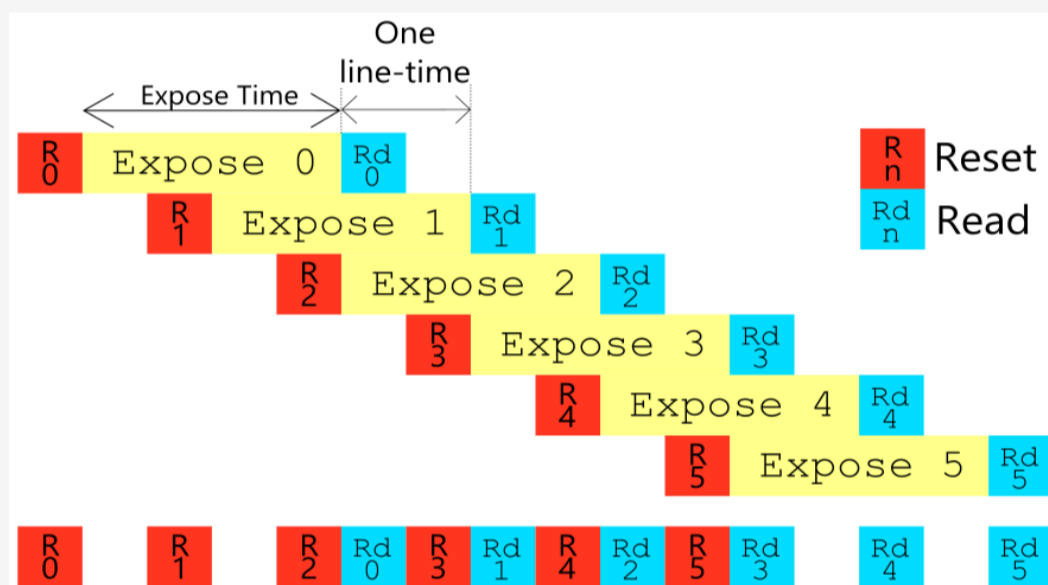 One
line-time
Expose Time
R
0
Expose 0
Rd
0
R
n
Reset
R
1
Expose 1
Rd
1
Rd
n
Read
R
2
Expose 2
Rd
2
R
3
Expose 3
Rd
3
R
4
Expose 4
Rd
4
R
5
Expose 5
Rd
5
R
0
R
1
R
2
Rd
0
R
3
Rd
1
R
4
Rd
2
R
5
Rd
3
Rd
4
Rd
5